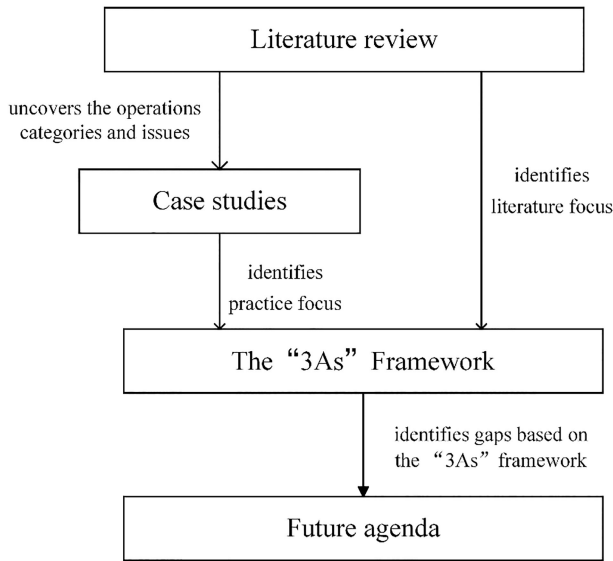 Literature review
uncovers the operations
categories and issues
identifies
literature focus
Case studies
identifies
practice focus
The “3As” Framework
identifies gaps based on
the “3As” framework
Future agenda